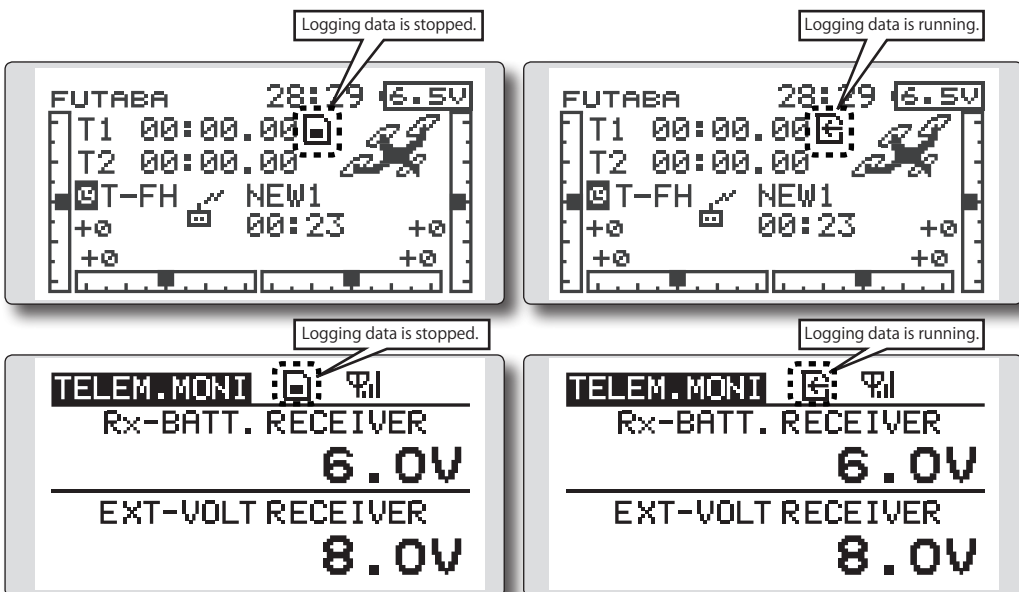 Logging data is stopped.
FUTABA 28:29 6.5V
T1 00:00.00
T2 00:00.00
T-FH NEW1
00:23
+0 +0
+0 +0
Logging data is running.
FUTABA 28:29 6.5V
T1 00:00.00
T2 00:00.00
T-FH NEW1
00:23
+0 +0
+0 +0
Logging data is stopped.
TELEM.MONI
Rx-BATT. RECEIVER
6.0V
EXT-VOLT RECEIVER
8.0V
Logging data is running.
TELEM.MONI
Rx-BATT. RECEIVER
6.0V
EXT-VOLT RECEIVER
8.0V